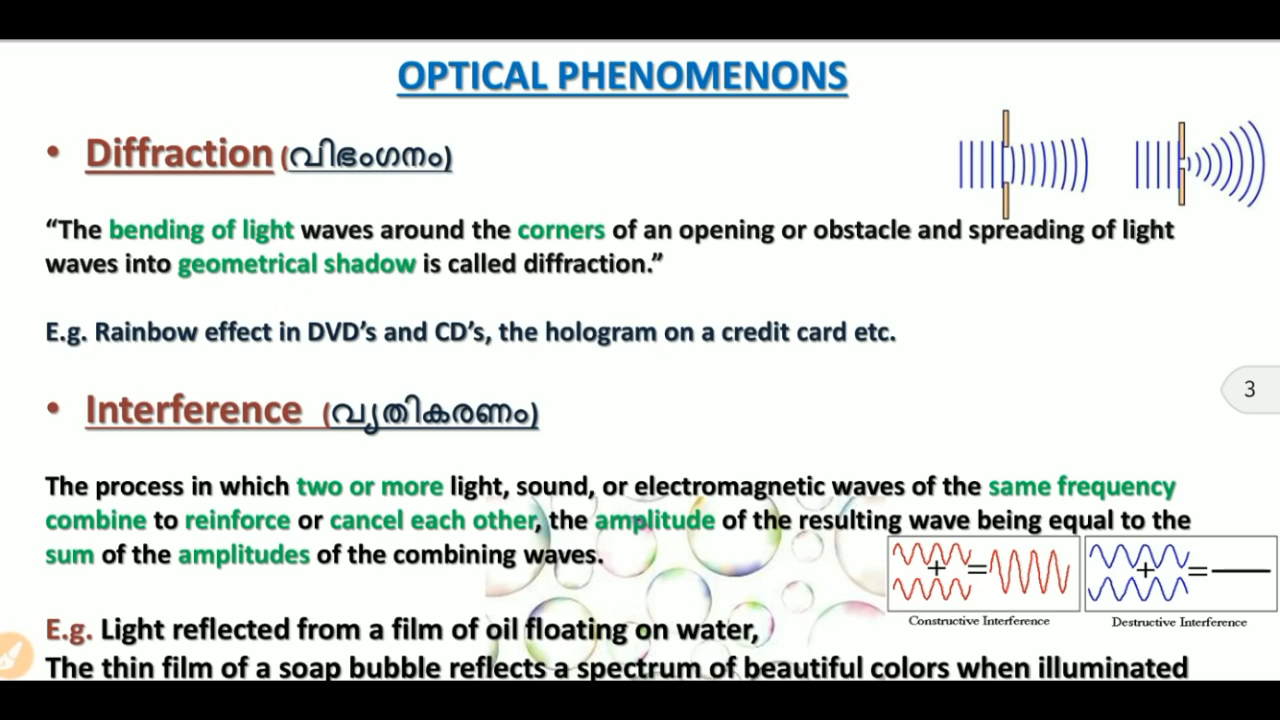 OPTICAL PHENOMENONS
• Diffraction (വിഭംഗനം)
“The bending of light waves around the corners of an opening or obstacle and spreading of light
waves into geometrical shadow is called diffraction.”
E.g. Rainbow effect in DVD’s and CD’s, the hologram on a credit card etc.
3
• Interference (വ്യതികരണം)
The process in which two or more light, sound, or electromagnetic waves of the same frequency
combine to reinforce or cancel each other, the amplitude of the resulting wave being equal to the
sum of the amplitudes of the combining waves.
+ =
+ =
Constructive Interference
Destructive Interference
E.g. Light reflected from a film of oil floating on water,
The thin film of a soap bubble reflects a spectrum of beautiful colors when illuminated